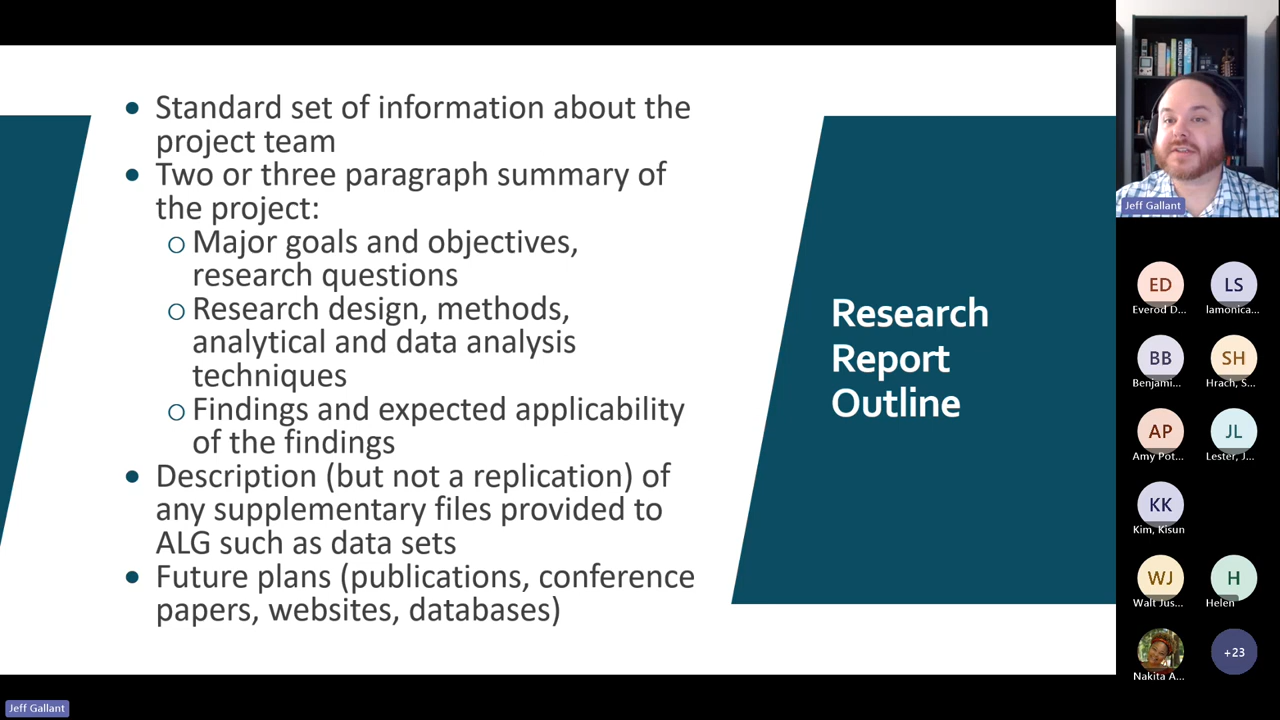 • Standard set of information about the
project team
• Two or three paragraph summary of
the project:
o Major goals and objectives,
research questions
o Research design, methods,
analytical and data analysis
techniques
o Findings and expected applicability
of the findings
• Description (but not a replication) of
any supplementary files provided to
ALG such as data sets
• Future plans (publications, conference
papers, websites, databases)
Research
Report
Outline
Jeff Gallant
ED
Everod D...
LS
lamonica...
BB
Benjami...
SH
Hrach, S...
AP
Amy Pot...
JL
Lester, J...
KK
Kim, Kisun
WJ
Walt Jus...
H
Helen
Nakita A...
+23
Jeff Gallant